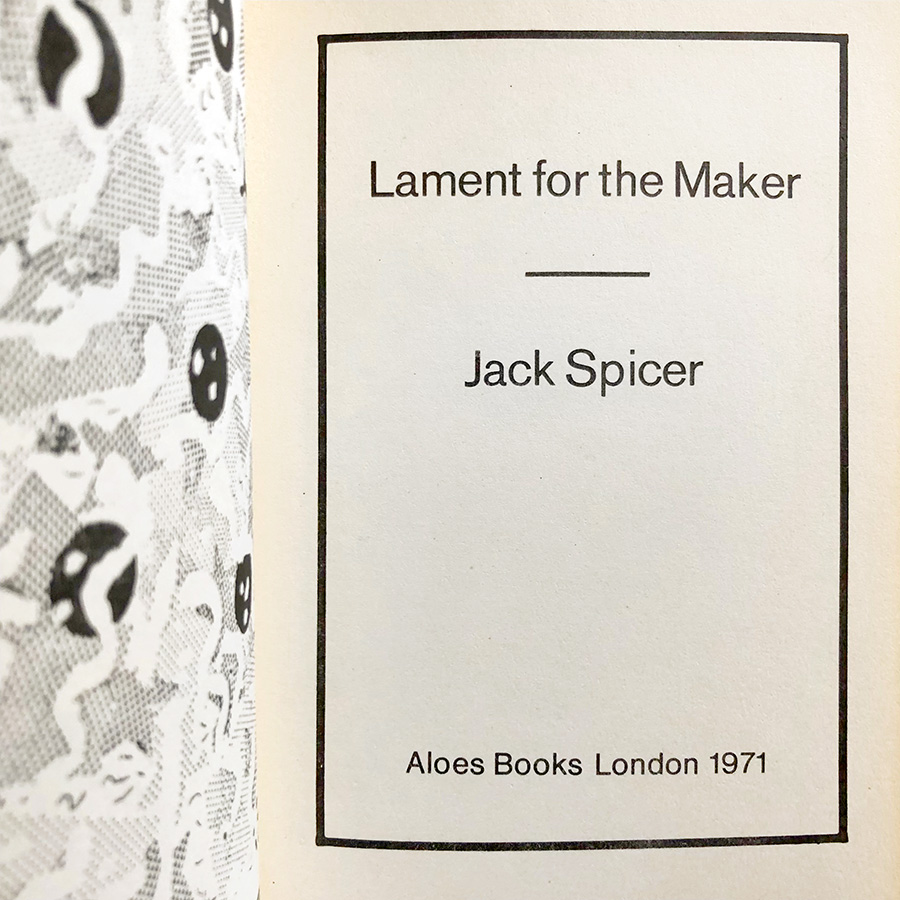 Lament for the Maker
Jack Spicer
Aloes Books London 1971